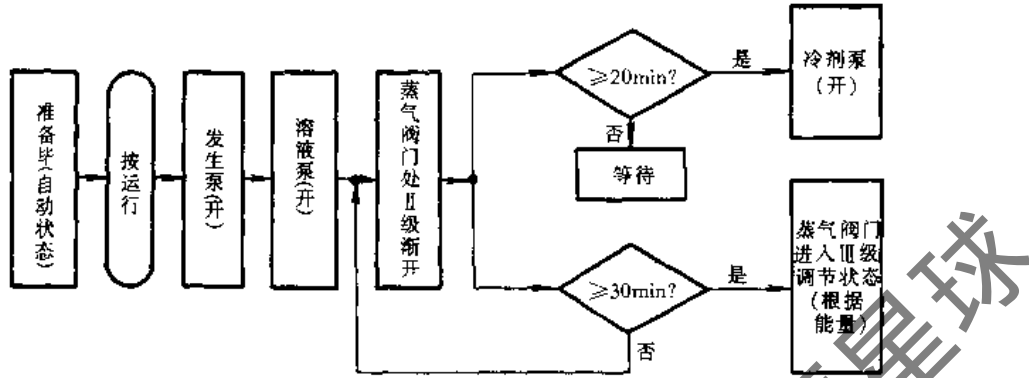 准备毕(自动状态)
按运行
发生泵(开)
溶液泵(开)
蒸气阀门处Ⅱ级渐开
≥20min?
是
否
等待
冷剂泵
(开)
≥30min?
是
否
蒸气阀门
进入Ⅲ级
调节状态
(根据
能量)
星球